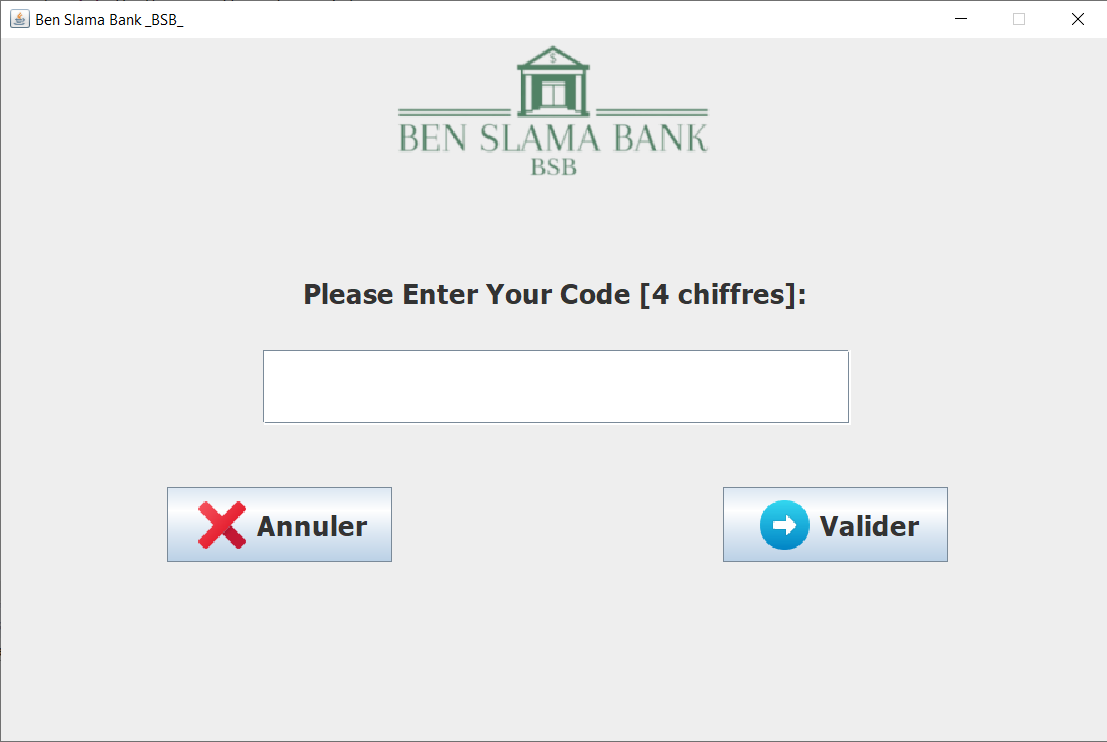 Ben Slama Bank _BSB_
$
BEN SLAMA BANK
BSB
Please Enter Your Code [4 chiffres]:
Annuler
Valider